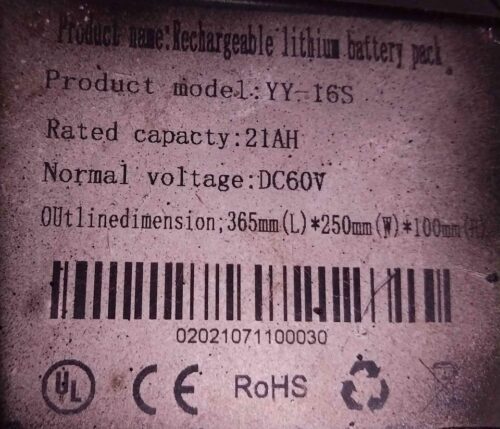 Product name:Rechargeable lithium battery pack
Product model:YY-16S
Rated capacity:21AH
Normal voltage:DC60V
OUtlinedimension;365mm(L)*250mm(W)*100mm(H)
02021071100030
UL CE RoHS